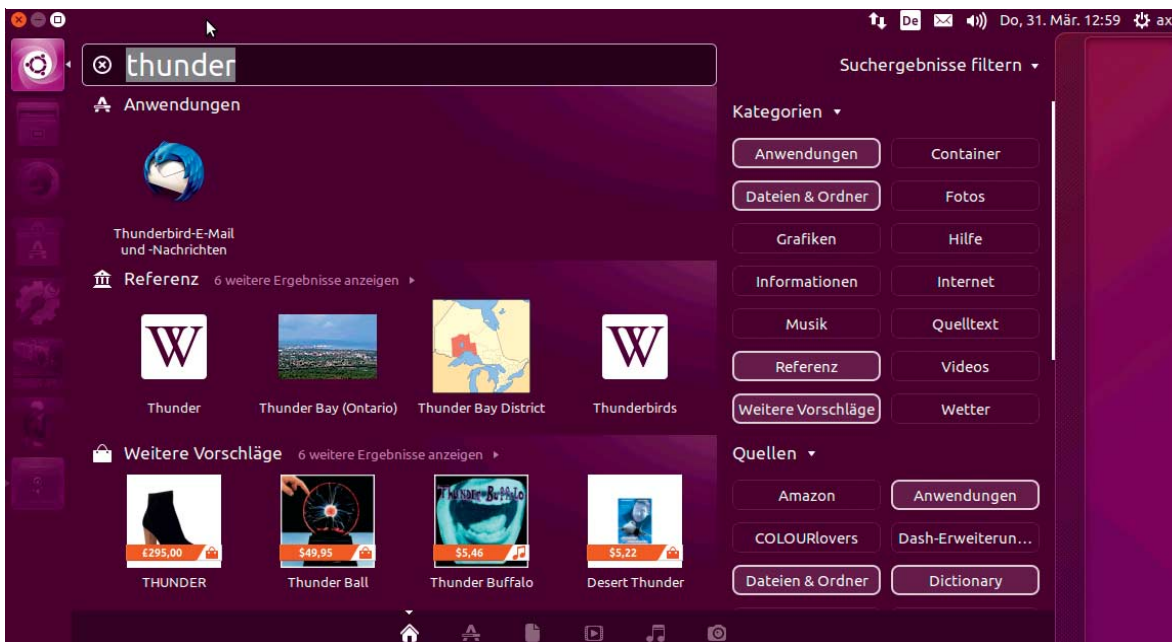 De
Do, 31. Mär. 12:59
ax
thunder
Suchergebnisse filtern
Anwendungen
Thunderbird-E-Mail
und -Nachrichten
Referenz 6 weitere Ergebnisse anzeigen
W
W
Thunder
Thunder Bay (Ontario)
Thunder Bay District
Thunderbirds
Weitere Vorschläge 6 weitere Ergebnisse anzeigen
THUNDER-BUFFALO
£295,00
$49,95
$5,46
$5,22
THUNDER
Thunder Ball
Thunder Buffalo
Desert Thunder
Kategorien
Anwendungen
Container
Dateien & Ordner
Fotos
Grafiken
Hilfe
Informationen
Internet
Musik
Quelltext
Referenz
Videos
Weitere Vorschläge
Wetter
Quellen
Amazon
Anwendungen
COLOURlovers
Dash-Erweiterun...
Dateien & Ordner
Dictionary